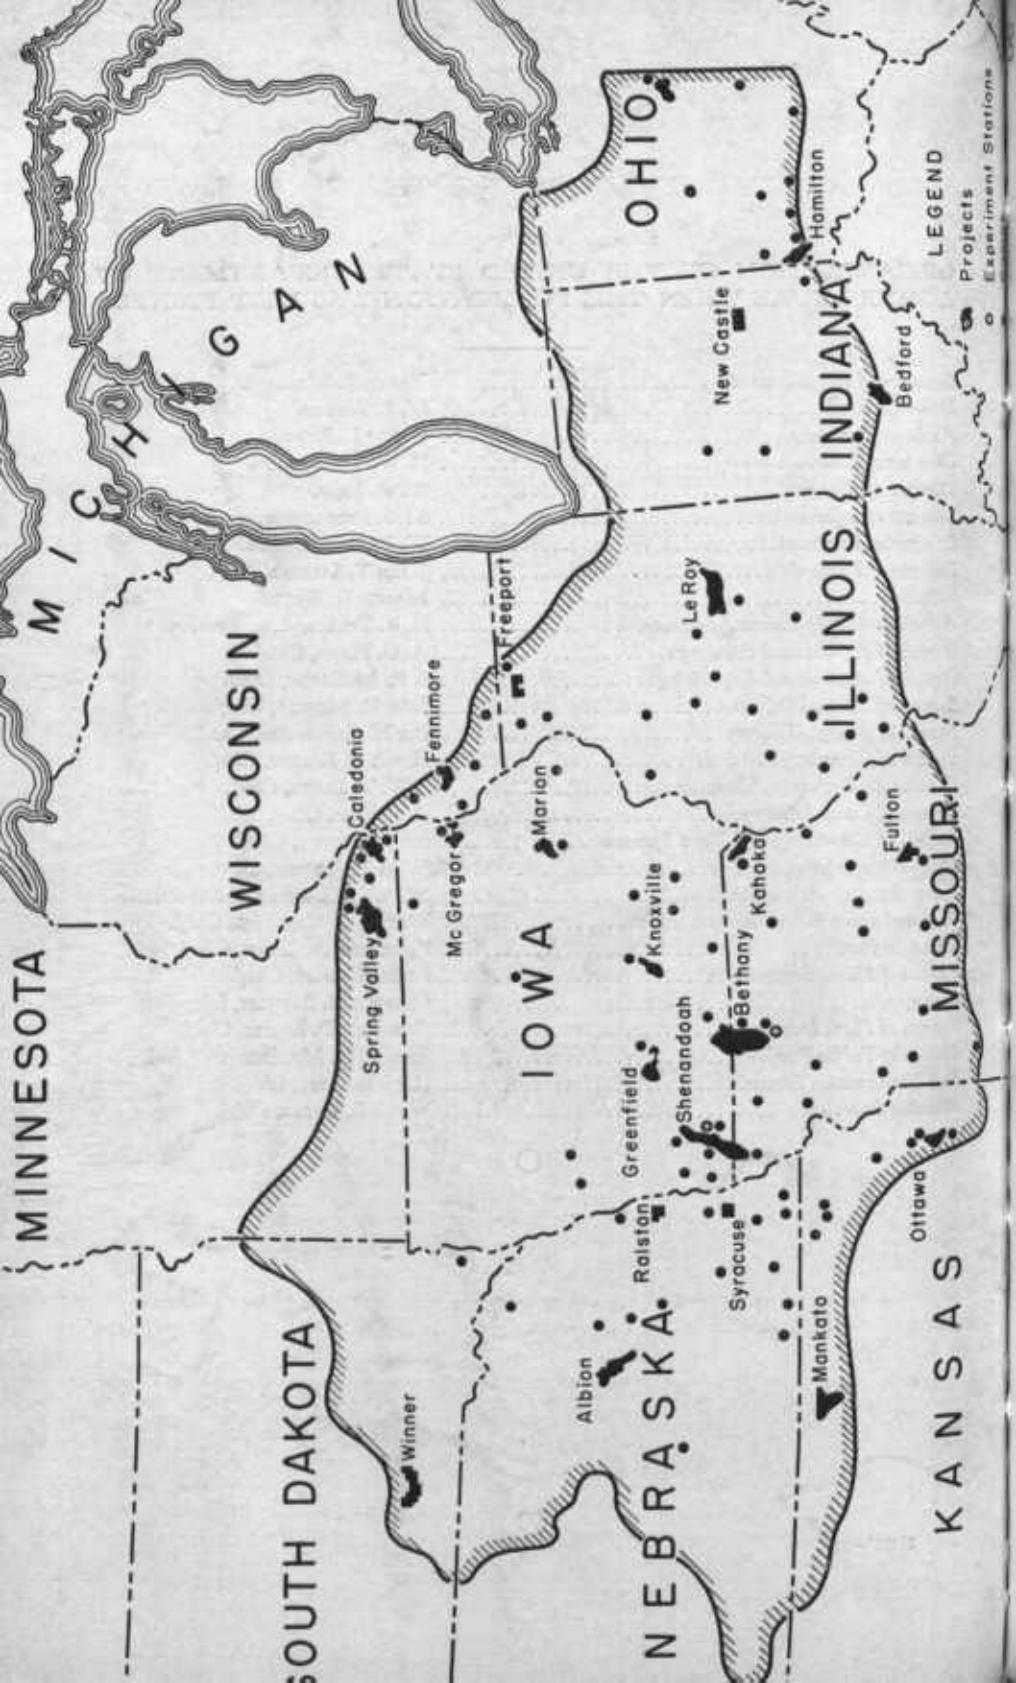 MINNESOTA
WISCONSIN
MICHIGAN
SOUTH DAKOTA
IOWA
NEBRASKA
KANSAS
MISSOURI
ILLINOIS
INDIANA
OHIO
Winner
Spring Valley
Caledonia
Mc Gregor
Fennimore
Freeport
Marion
Albion
Ralston
Greenfield
Knoxville
Shenandoah
Syracuse
Bethany
Kahoka
Le Roy
New Castle
Hamilton
Mankato
Ottawa
Fulton
Bedford
LEGEND
Projects
Experiment Stations